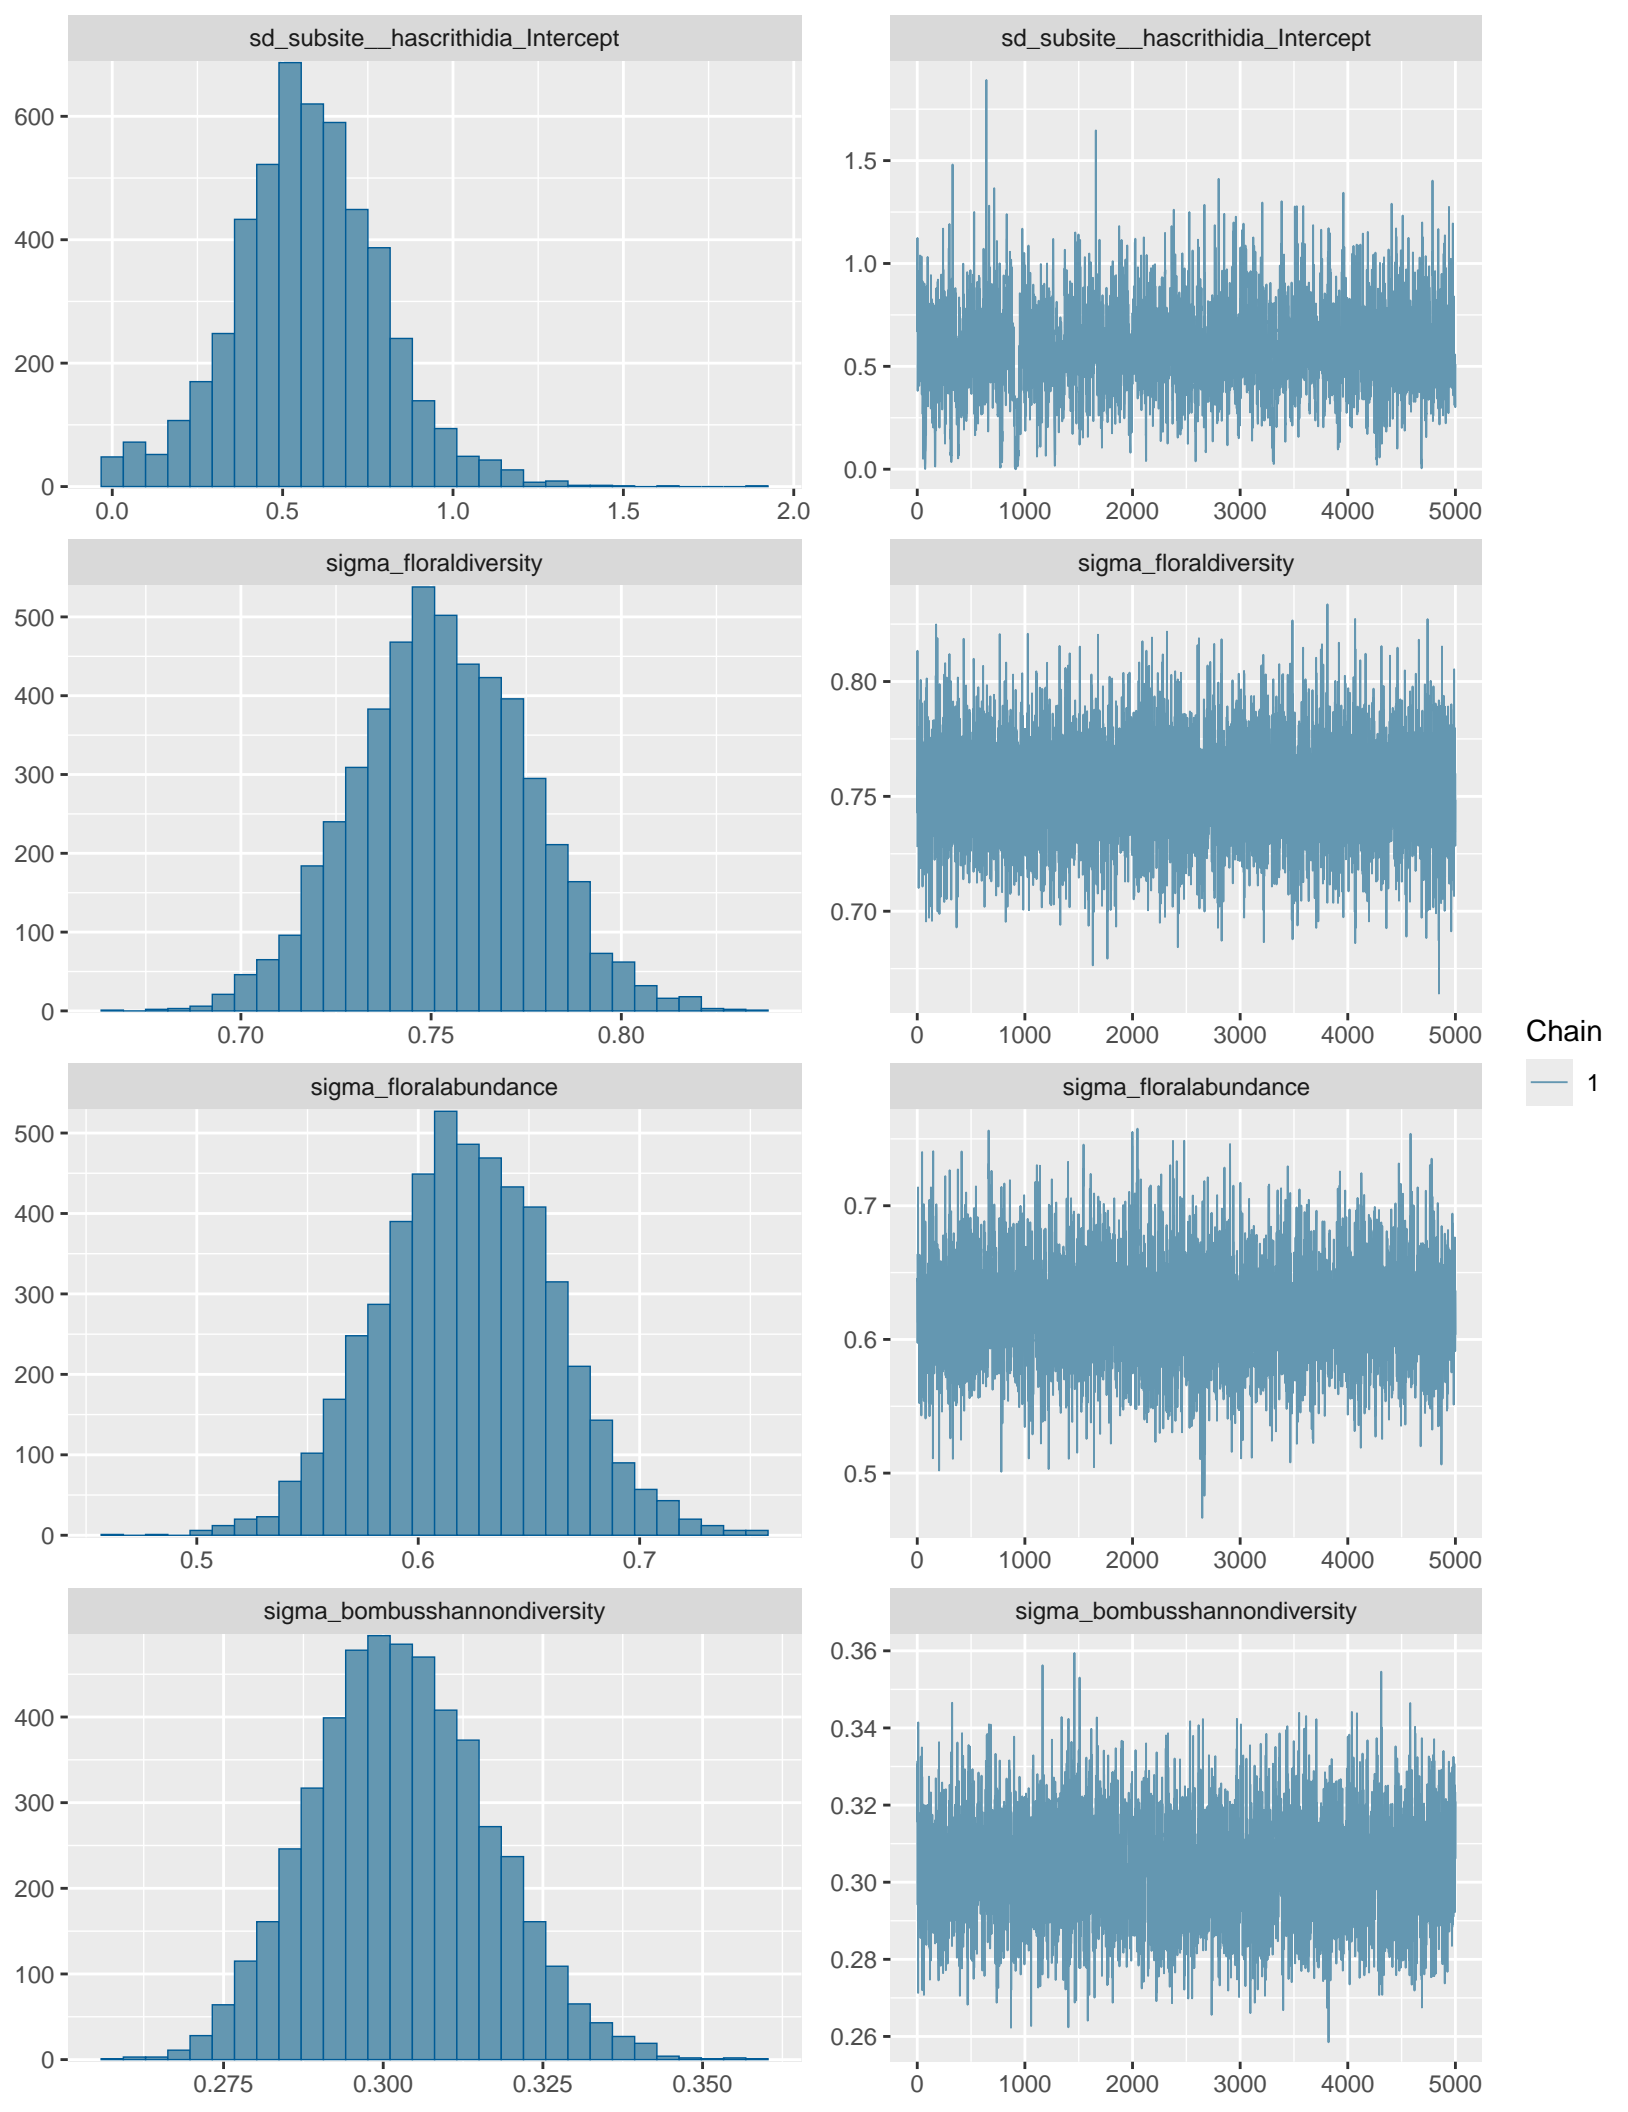 sd_subsite__hascrithidia_Intercept
sd_subsite__hascrithidia_Intercept
600
400
200
0
0.0 0.5 1.0 1.5 2.0
1.5
1.0
0.5
0.0
0 1000 2000 3000 4000 5000
sigma_floraldiversity
sigma_floraldiversity
500
400
300
200
100
0
0.70 0.75 0.80
0.80
0.75
0.70
0 1000 2000 3000 4000 5000
Chain
1
sigma_floralabundance
sigma_floralabundance
500
400
300
200
100
0
0.5 0.6 0.7
0.7
0.6
0.5
0 1000 2000 3000 4000 5000
sigma_bombusshannondiversity
sigma_bombusshannondiversity
400
300
200
100
0
0.275 0.300 0.325 0.350
0.36
0.34
0.32
0.30
0.28
0.26
0 1000 2000 3000 4000 5000